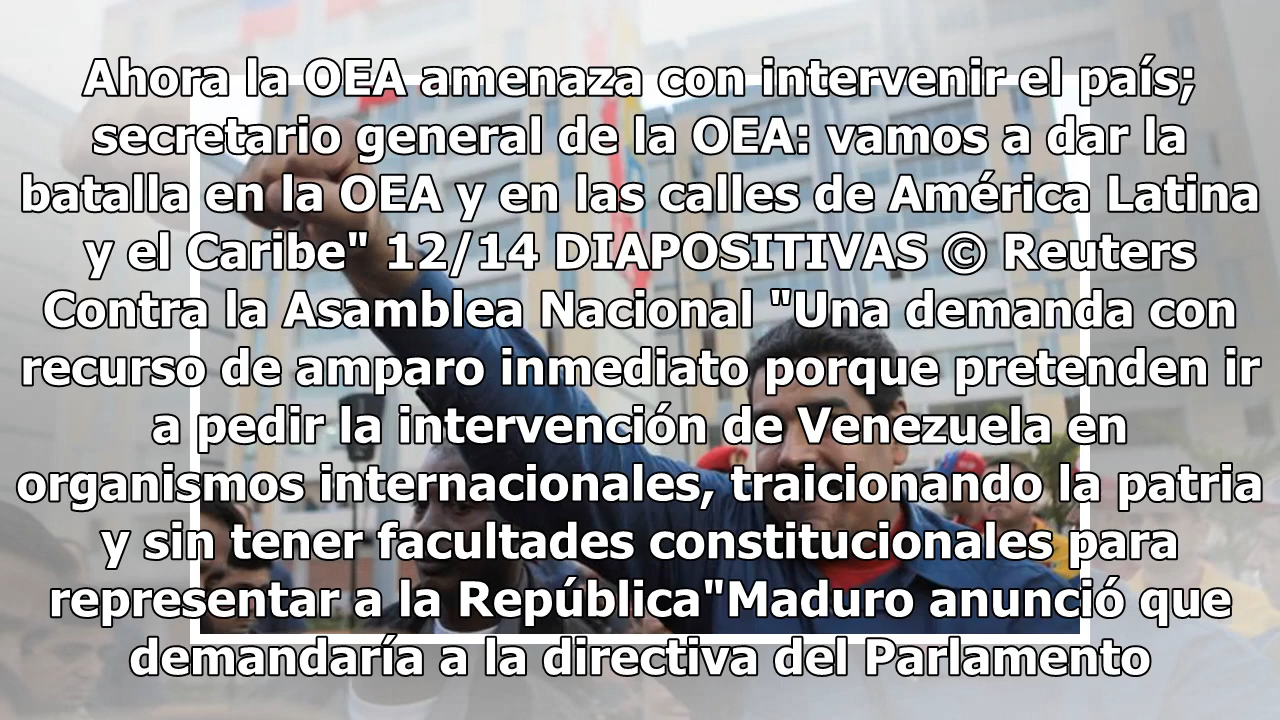 Ahora la OEA amenaza con intervenir el país;
secretario general de la OEA: vamos a dar la
batalla en la OEA y en las calles de América Latina
y el Caribe" 12/14 DIAPOSITIVAS © Reuters
Contra la Asamblea Nacional "Una demanda con
recurso de amparo inmediato porque pretenden ir
a pedir la intervención de Venezuela en
organismos internacionales, traicionando la patria
y sin tener facultades constitucionales para
representar a la República"Maduro anunció que
demandaría a la directiva del Parlamento